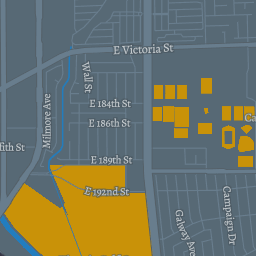 E Victoria St
Wall St
Milmore Ave
E 184th St
E 186th St
Ca
fth St
E 189th St
E 192nd St
Galway Ave
Campaign Dr